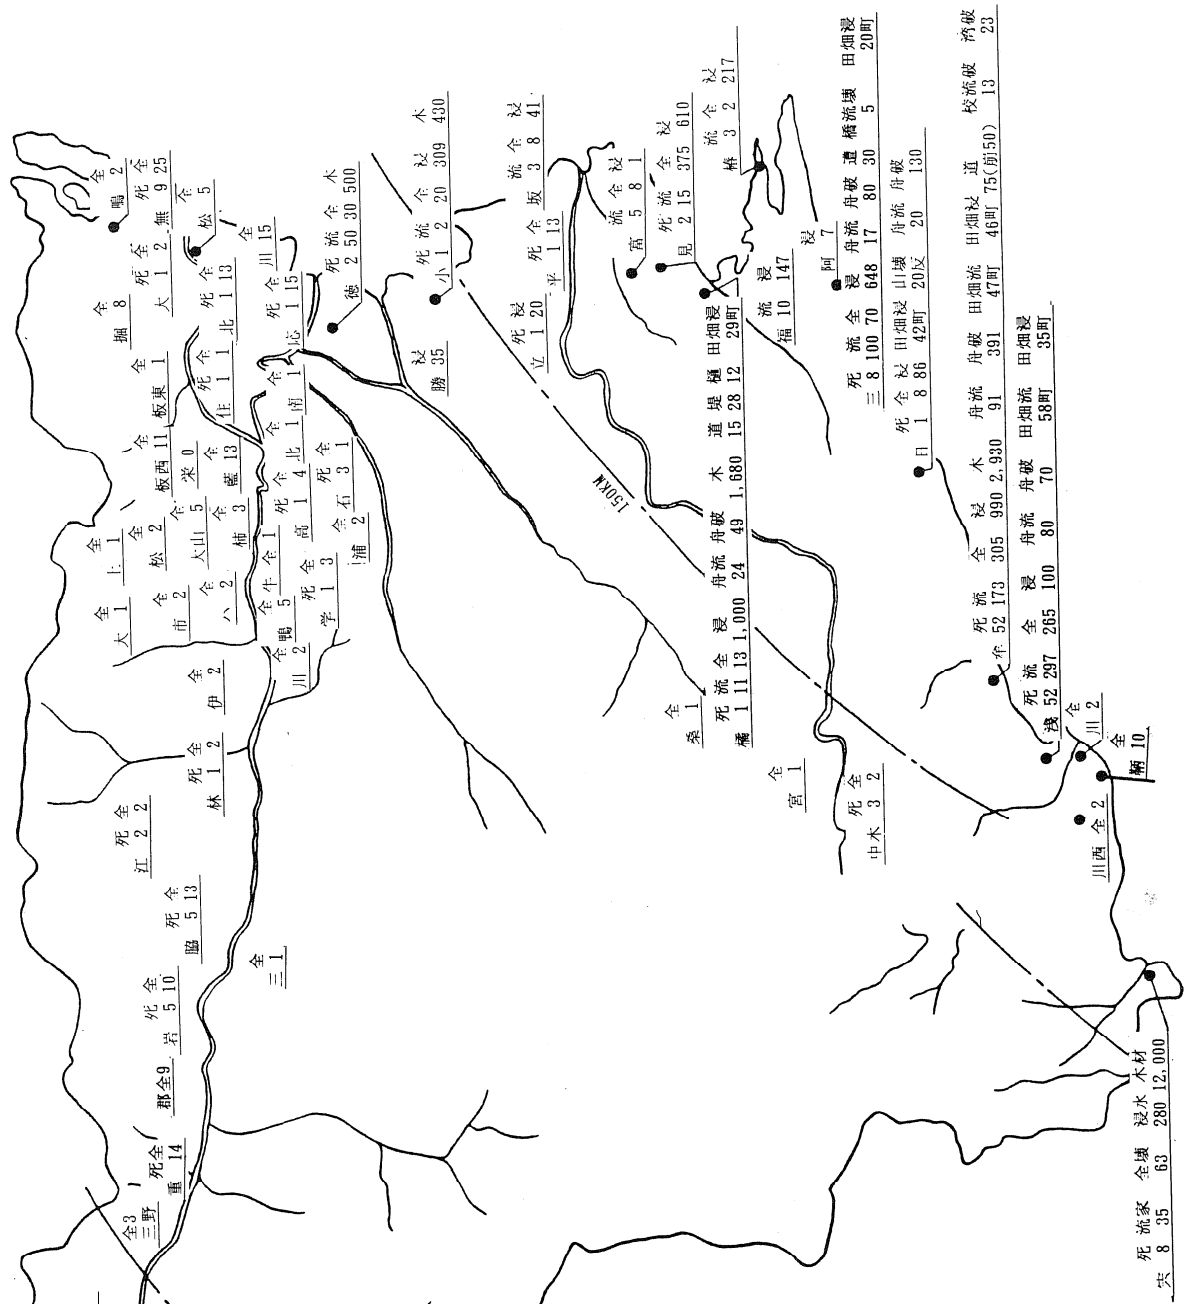 全
鳴 2
死 全
無 9 25
全
松 5
死 全
大 1 2
全
堀 8
死 全
北 1 13
全
川 15
死 全
応 1 15
死 流 全 木
徳 2 50 30 500
死 流 全 浸 木
小 1 2 20 309 430
浸
勝 35
流 全 浸
坂 3 8 41
死 全
平 1 13
死 浸
立 1 20
流 全 浸
富 5 8 1
死 流 全 浸
見 2 15 375 610
流 全 浸
椿 3 2 217
流 浸
福 10 147
浸
阿 7
死 流 全 浸 舟流 舟破 道 橋流壊 田畑浸
三 8 100 70 648 17 80 30 5 20町
死 全 浸 田畑浸 山壊 舟流 舟破
日 1 8 86 42町 20反 20 130
死 流 全 浸 木 舟流 舟破 田畑流 田畑浸 道 校流破 湾破
牟 52 173 305 990 2,930 91 391 47町 46町 75(崩50) 13 23
死 流 全 浸 舟流 舟破 田畑流 田畑浸
浅 52 297 265 100 80 70 58町 35町
死 流 全 浸 舟流 舟破 木 道 堤 樋 田畑浸
橘 1 11 13 1,000 24 49 1,680 15 28 12 29町
全
板東 1
全
板西 11
死 全
住 1 1
栄 0
全
藍 13
全
南 1
全
北 1
死 全
石 3 1
死 全
高 1 4
全
浦 2
全
上 1
全
松 2
全
大山 5
全
柿 3
全
牛 1
全
大 1
全
市 2
全
八 2
全
鴨 5
死 全
学 1 3
全
川 2
全
伊 2
死 全
林 1 2
死 全
江 2 2
死 全
脇 5 13
全
三 1
死 全
岩 5 10
郡全9
死全
重 14
全3
三野
150KM
全
桑 1
全
宮 1
死 全
中木 3 2
全
川 2
全
鞆 10
川西 全 2
死 流家 全壊 浸水 木材
宍 8 35 63 280 12,000